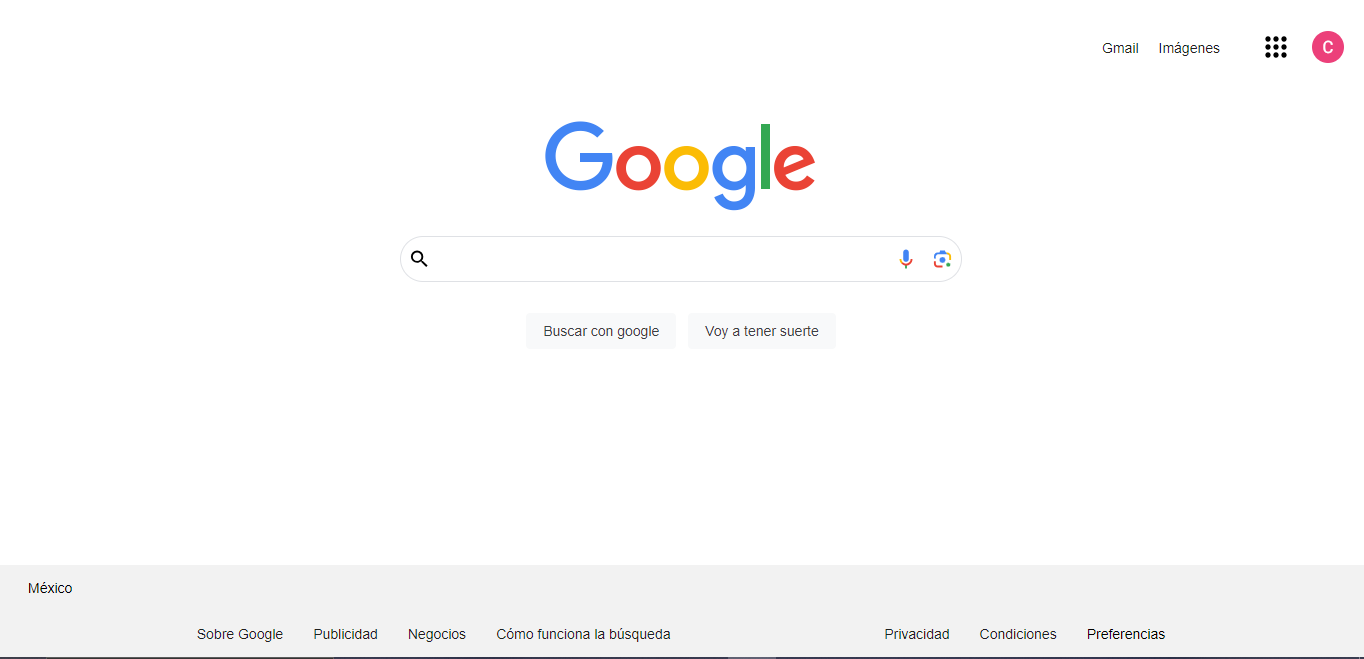 Gmail Imágenes
C
Google
Buscar con google Voy a tener suerte
México
Sobre Google Publicidad Negocios Cómo funciona la búsqueda Privacidad Condiciones Preferencias